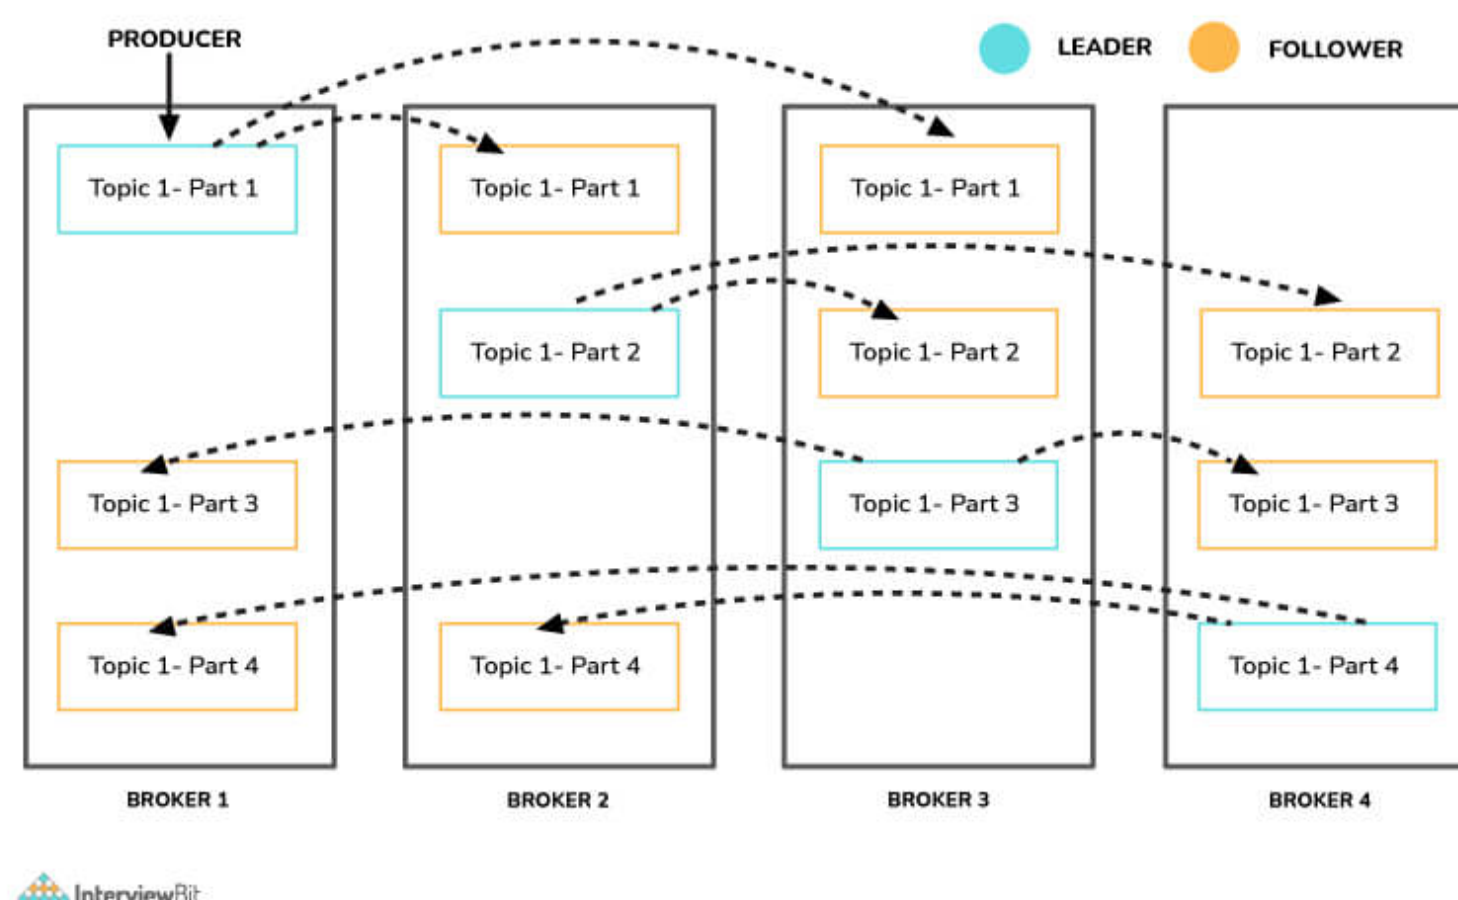 PRODUCER
LEADER
FOLLOWER
Topic 1- Part 1
Topic 1- Part 1
Topic 1- Part 1
Topic 1- Part 2
Topic 1- Part 2
Topic 1- Part 2
Topic 1- Part 3
Topic 1- Part 3
Topic 1- Part 3
Topic 1- Part 4
Topic 1- Part 4
Topic 1- Part 4
BROKER 1
BROKER 2
BROKER 3
BROKER 4
InterviewBit